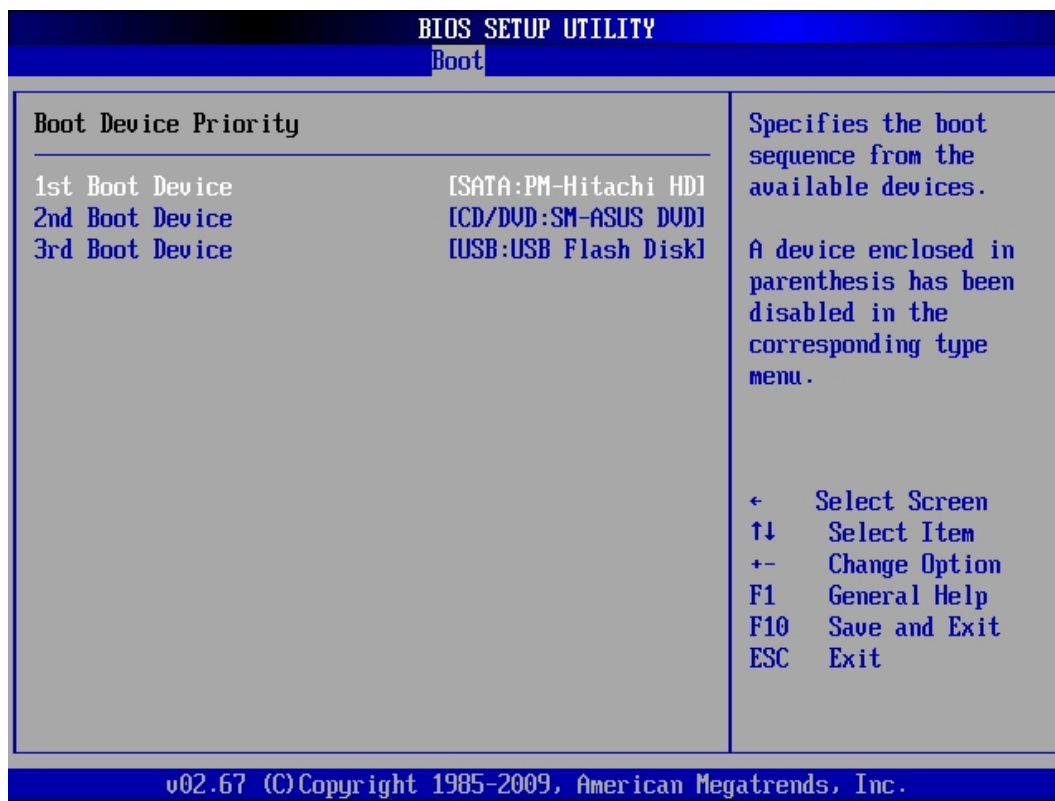 BIOS SETUP UTILITY
Boot
Boot Device Priority
1st Boot Device [SATA:PM-Hitachi HD]
2nd Boot Device [CD/DVD:SM-ASUS DVD]
3rd Boot Device [USB:USB Flash Disk]
Specifies the boot
sequence from the
available devices.
A device enclosed in
parenthesis has been
disabled in the
corresponding type
menu.
← Select Screen
↑↓ Select Item
+- Change Option
F1 General Help
F10 Save and Exit
ESC Exit
v02.67 (C)Copyright 1985-2009, American Megatrends, Inc.